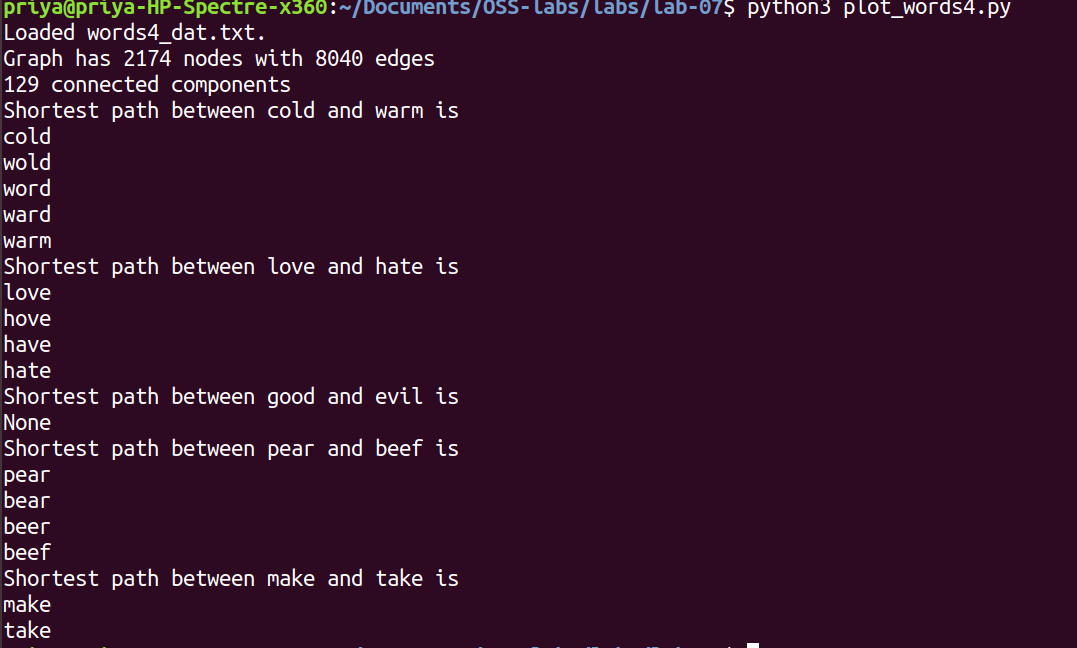 priya@priya-HP-Spectre-x360:~/Documents/OSS-labs/labs/lab-07$ python3 plot_words4.py
Loaded words4_dat.txt.
Graph has 2174 nodes with 8040 edges
129 connected components
Shortest path between cold and warm is
cold
wold
word
ward
warm
Shortest path between love and hate is
love
hove
have
hate
Shortest path between good and evil is
None
Shortest path between pear and beef is
pear
bear
beer
beef
Shortest path between make and take is
make
take